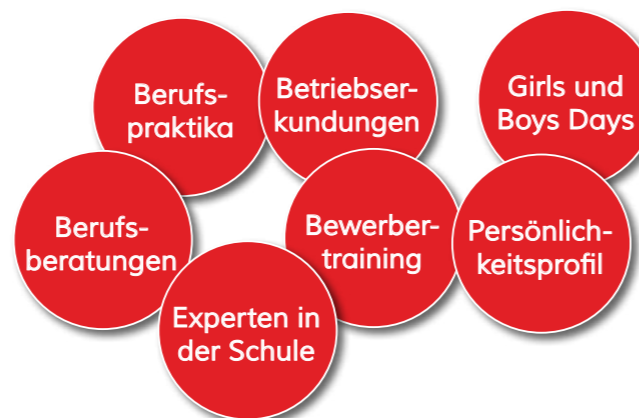 Berufs-
praktika
Betriebser-
kundungen
Girls und
Boys Days
Berufs-
beratungen
Bewerber-
training
Persönlich-
keitsprofil
Experten in
der Schule